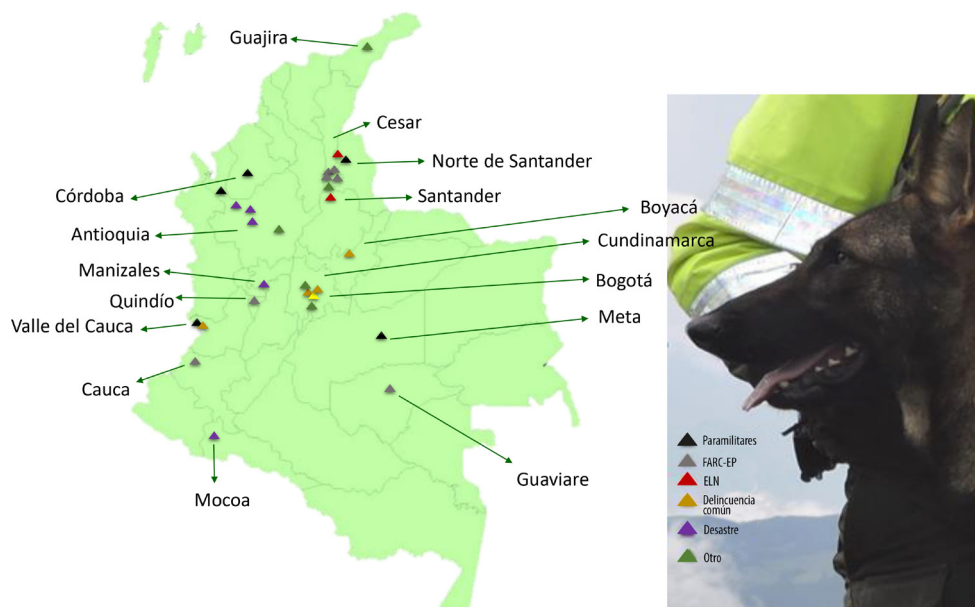 Guajira
Cesar
Norte de Santander
Córdoba
Santander
Boyacá
Antioquia
Cundinamarca
Manizales
Bogotá
Quindío
Valle del Cauca
Meta
Cauca
Guaviare
Mocoa
Paramilitares
FARC-EP
ELN
Delincuencia
común
Desastre
Otro